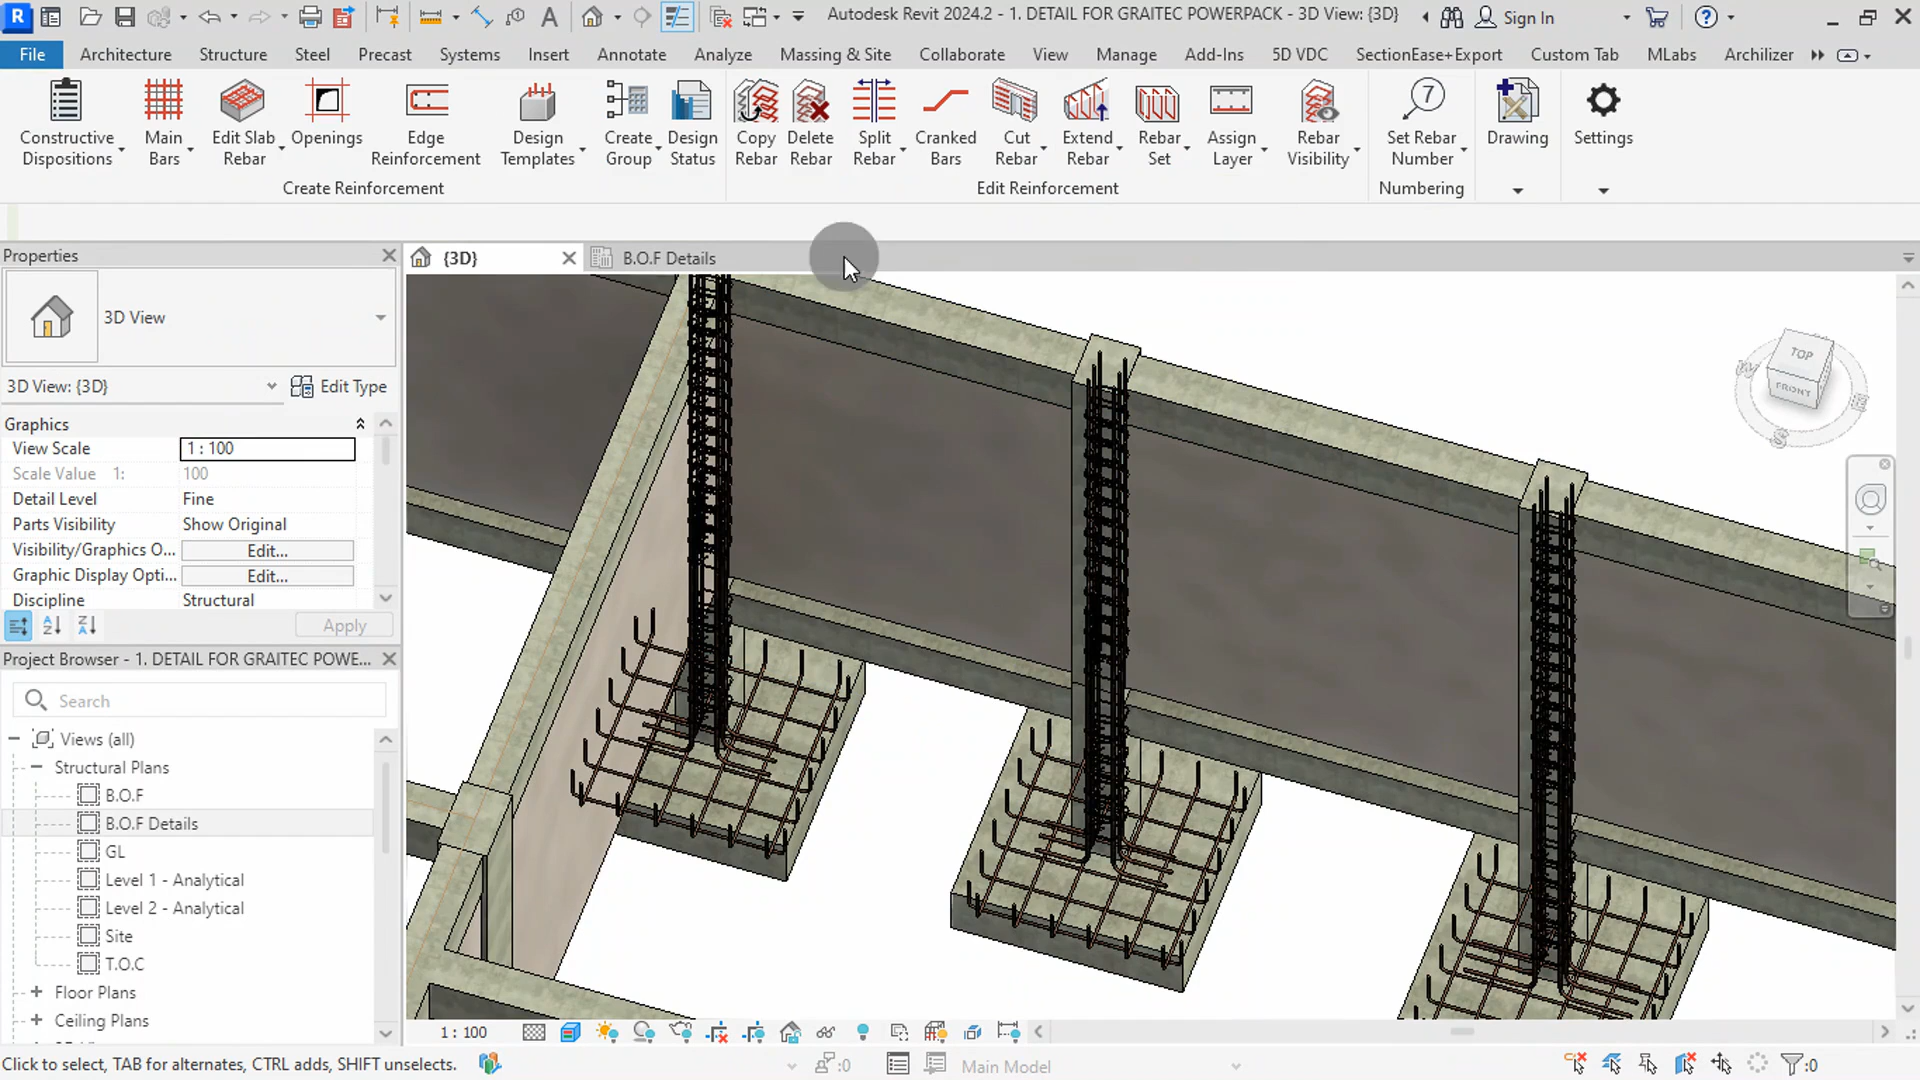 Autodesk Revit 2024.2 - 1. DETAIL FOR GRAITEC POWERPACK - 3D View: {3D}
Sign In
File Architecture Structure Steel Precast Systems Insert Annotate Analyze Massing & Site Collaborate View Manage Add-Ins 5D VDC SectionEase+Export Custom Tab MLabs Archilizer
Constructive Dispositions
Main Bars
Edit Slab Rebar
Openings
Edge Reinforcement
Design Templates
Create Group
Design Status
Copy Rebar
Delete Rebar
Split Rebar
Cranked Bars
Cut Rebar
Extend Rebar
Rebar Set
Assign Layer
Rebar Visibility
7
Set Rebar Number
Drawing
Settings
Create Reinforcement
Edit Reinforcement
Numbering
Properties
{3D}
B.O.F Details
3D View
3D View: {3D}
Edit Type
Graphics
View Scale 1 : 100
Scale Value 1: 100
Detail Level Fine
Parts Visibility Show Original
Visibility/Graphics O... Edit...
Graphic Display Opti... Edit...
Discipline Structural
Apply
Project Browser - 1. DETAIL FOR GRAITEC POWE...
Search
Views (all)
Structural Plans
B.O.F
B.O.F Details
GL
Level 1 - Analytical
Level 2 - Analytical
Site
T.O.C
Floor Plans
Ceiling Plans
TOP
FRONT
W
S
E
1 : 100
Click to select, TAB for alternates, CTRL adds, SHIFT unselects.
:0
Main Model
:0